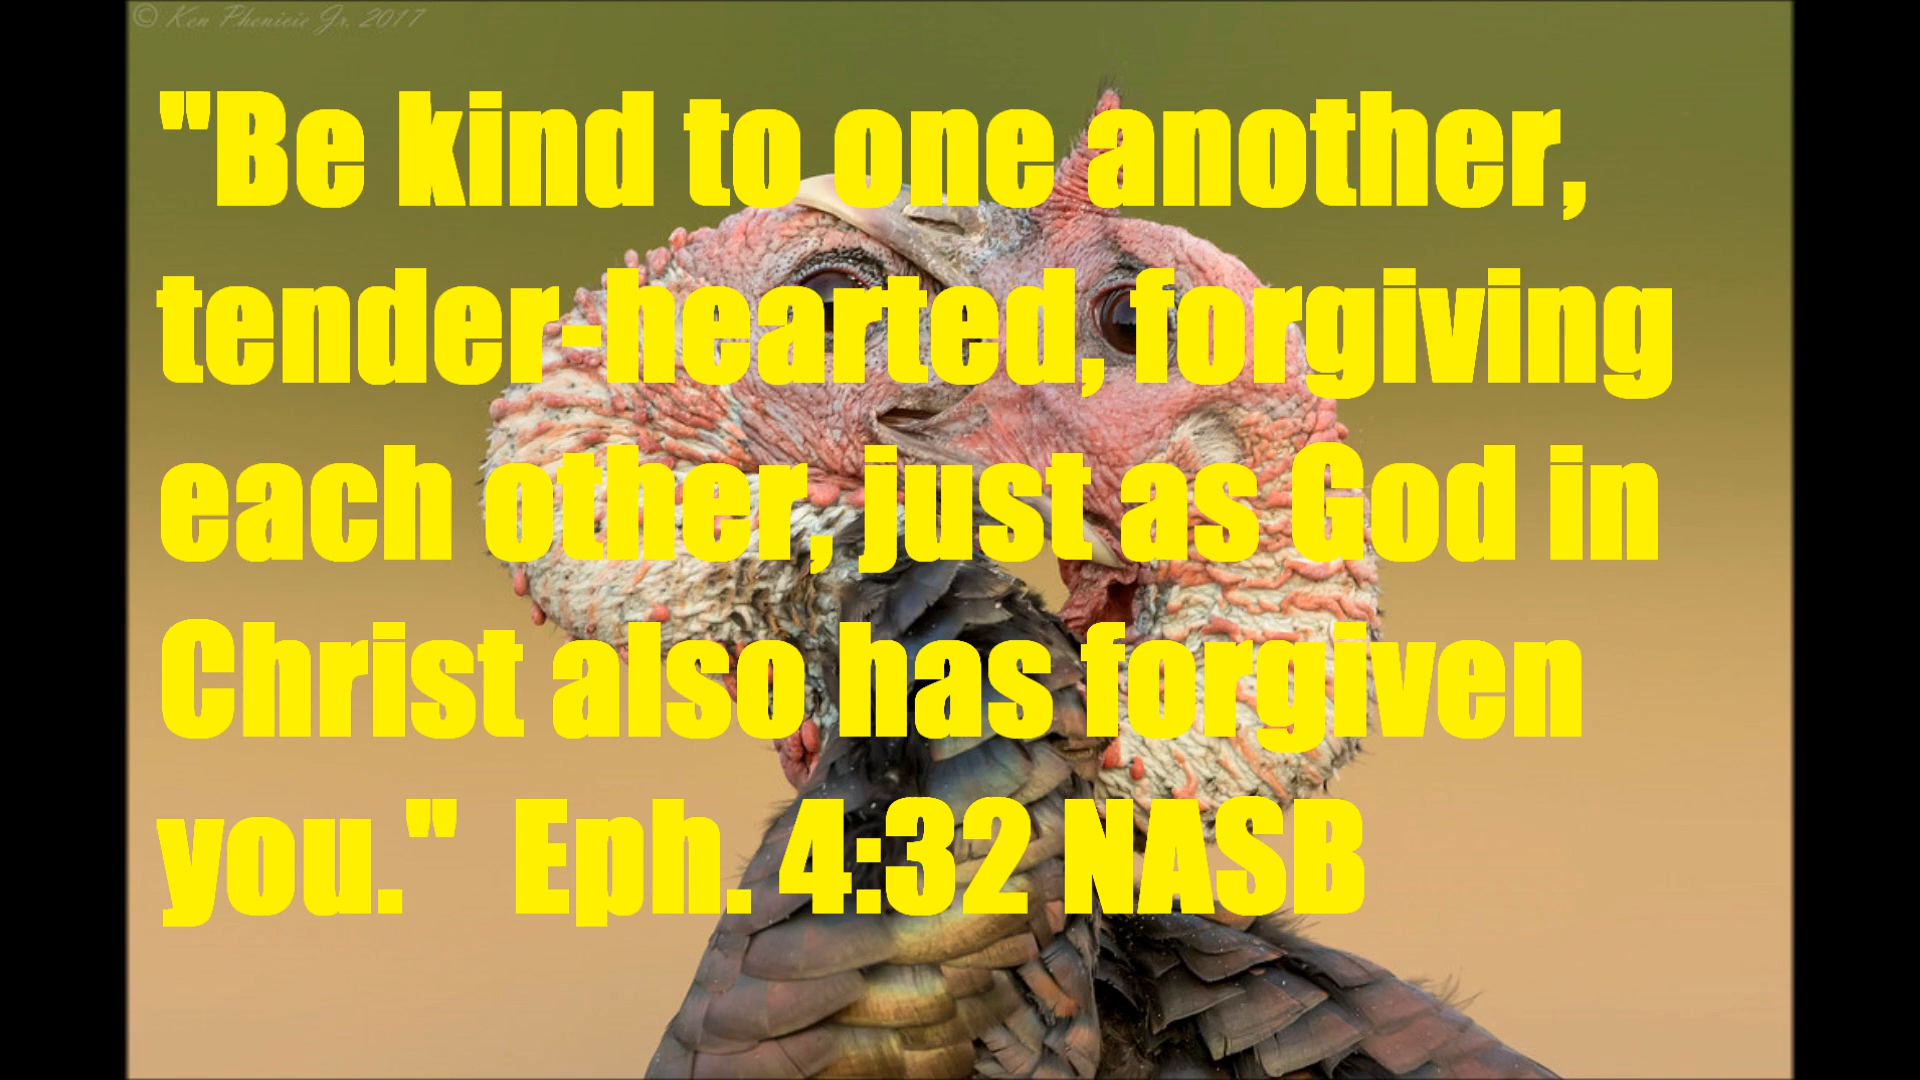 © Ken Phenicie Jr. 2017
"Be kind to one another,
tender-hearted, forgiving
each other, just as God in
Christ also has forgiven
you."  Eph. 4:32 NASB